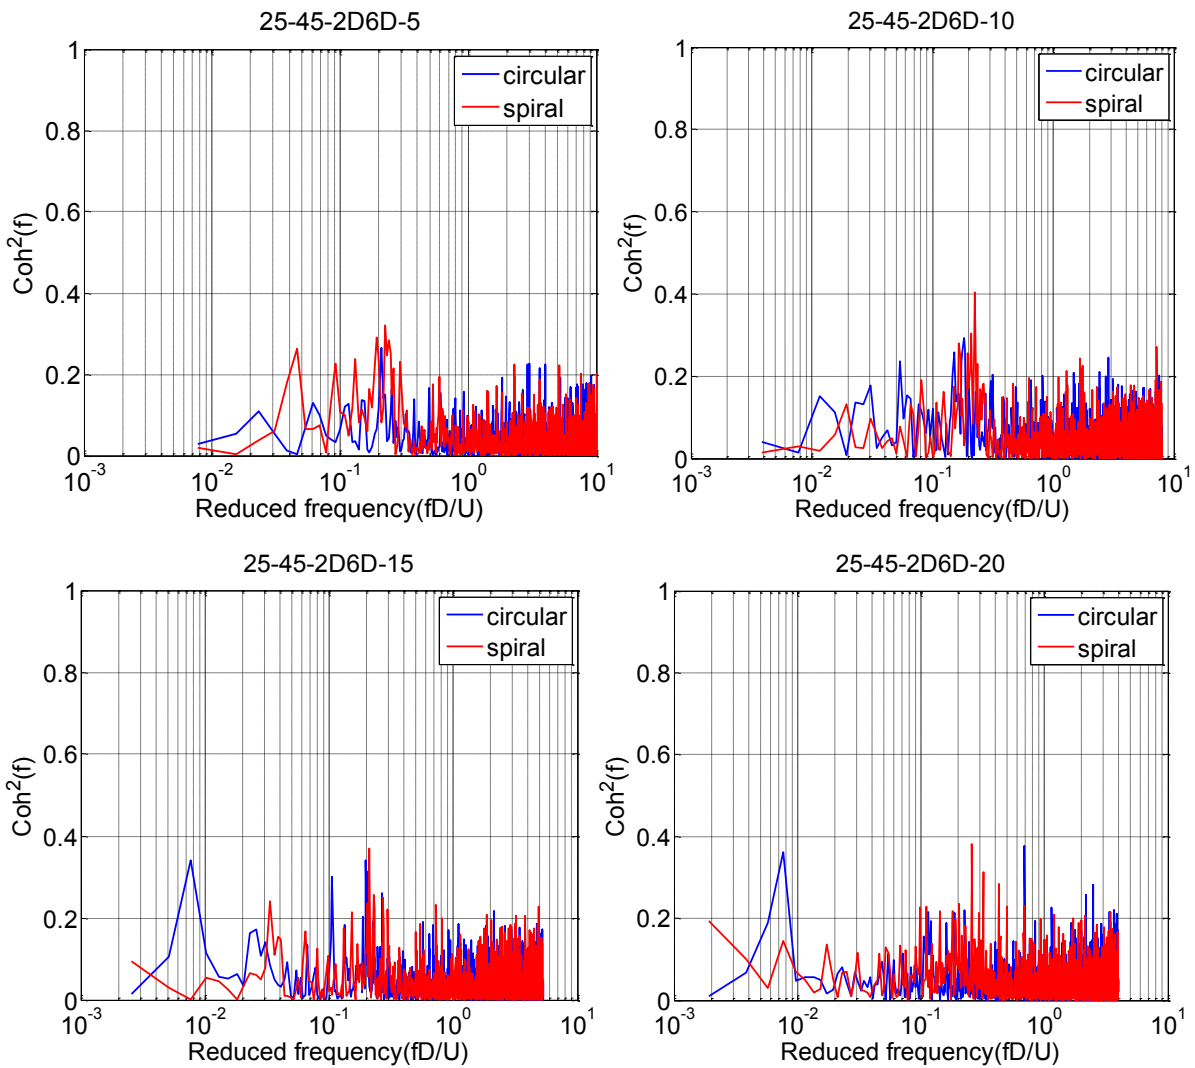 25-45-2D6D-5
1
0.8
0.6
0.4
0.2
0
Coh²(f)
circular
spiral
10⁻³
10⁻²
10⁻¹
10⁰
10¹
Reduced frequency(fD/U)
25-45-2D6D-10
1
0.8
0.6
0.4
0.2
0
Coh²(f)
circular
spiral
10⁻³
10⁻²
10⁻¹
10⁰
10¹
Reduced frequency(fD/U)
25-45-2D6D-15
1
0.8
0.6
0.4
0.2
0
Coh²(f)
circular
spiral
10⁻³
10⁻²
10⁻¹
10⁰
10¹
Reduced frequency(fD/U)
25-45-2D6D-20
1
0.8
0.6
0.4
0.2
0
Coh²(f)
circular
spiral
10⁻³
10⁻²
10⁻¹
10⁰
10¹
Reduced frequency(fD/U)